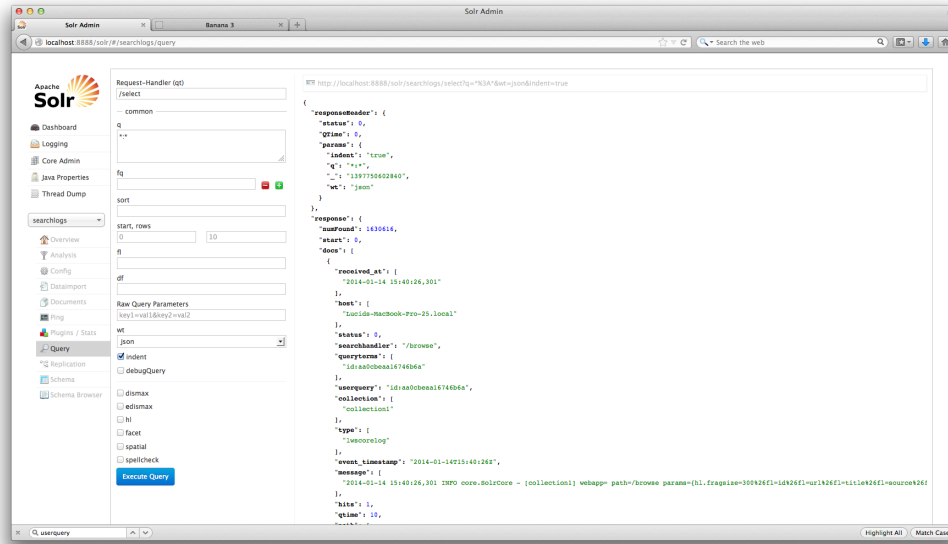 Solr Admin
Solr Admin
Banana 3
localhost:8888/solr/#/searchlogs/query
Search the web
Apache
Solr
Dashboard
Logging
Core Admin
Java Properties
Thread Dump
searchlogs
Overview
Analysis
Config
Dataimport
Documents
Ping
Plugins / Stats
Query
Replication
Schema
Schema Browser
Request-Handler (qt)
/select
common
q
*:*
fq
sort
start, rows
0 10
fl
df
Raw Query Parameters
key1=val1&key2=val2
wt
json
indent
debugQuery
dismax
edismax
hl
facet
spatial
spellcheck
Execute Query
http://localhost:8888/solr/searchlogs/select?q=*%3A*&wt=json&indent=true
{
"responseHeader": {
"status": 0,
"QTime": 0,
"params": {
"indent": "true",
"q": "*:*",
"_": "1397750602840",
"wt": "json"
}
},
"response": {
"numFound": 1630616,
"start": 0,
"docs": [
{
"received_at": [
"2014-01-14 15:40:26,301"
],
"host": [
"Lucids-MacBook-Pro-25.local"
],
"status": 0,
"searchhandler": "/browse",
"queryterms": [
"id:aa0cbeaa16746b6a"
],
"userquery": "id:aa0cbeaa16746b6a",
"collection": [
"collection1"
],
"type": [
"lwscorelog"
],
"event_timestamp": "2014-01-14T15:40:26Z",
"message": [
"2014-01-14 15:40:26,301 INFO core.SolrCore - [collection1] webapp= path=/browse params={hl.fragsize=300%26fl=id%26fl=url%26fl=title%26fl=source%26
],
"hits": 1,
"qtime": 10,
userquery
Highlight All
Match Case